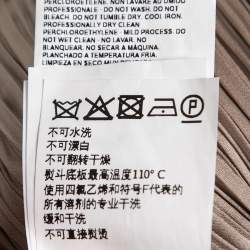 PERCLOROETILENE. NON LAVARE AD UMIDO
PROFESSIONALE - DO NOT WASH. DO NOT
BLEACH. DO NOT TUMBLE DRY. COOL IRON.
PROFESSIONALLY DRY CLEAN
PERCHLOROETHYLENE - MILD PROCESS. DO
NOT WET CLEAN - NO LAVAR. NO
BLANQUEAR. NO SECAR A MÁQUINA.
PLANCHADO A TEMPERATURA FRÍA.
LIMPIEZA EN SECO
P
不可水洗
不可漂白
不可翻转干燥
熨斗底板最高温度110°C
使用四氯乙烯和符号F代表的
所有溶剂的专业干洗
缓和干洗
不可直接熨烫